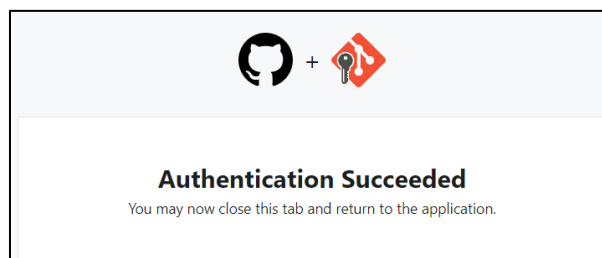 +
Authentication Succeeded
You may now close this tab and return to the application.